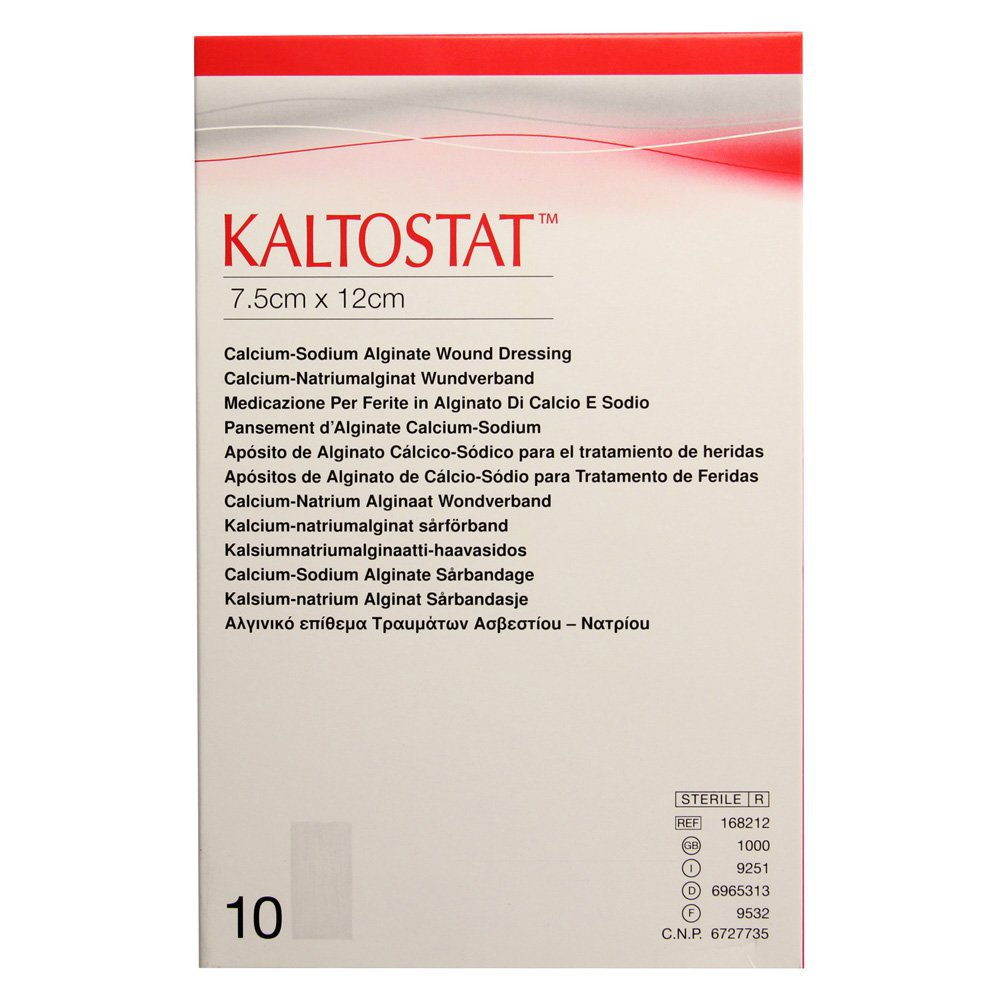 KALTOSTAT™
7.5cm x 12cm
Calcium-Sodium Alginate Wound Dressing
Calcium-Natriumalginat Wundverband
Medicazione Per Ferite in Alginato Di Calcio E Sodio
Pansement d'Alginate Calcium-Sodium
Apósito de Alginato Cálcico-Sódico para el tratamiento de heridas
Apósitos de Alginato de Cálcio-Sódio para Tratamento de Feridas
Calcium-Natrium Alginaat Wondverband
Kalcium-natriumalginat sårförband
Kalsiumnatriumalginaatti-haavasidos
Calcium-Sodium Alginate Sårbandage
Kalsium-natrium Alginat Sårbandasje
Αλγινικό επίθεμα Τραυμάτων Ασβεστίου – Νατρίου
STERILE R
REF 168212
GB 1000
I 9251
D 6965313
F 9532
C.N.P. 6727735
10